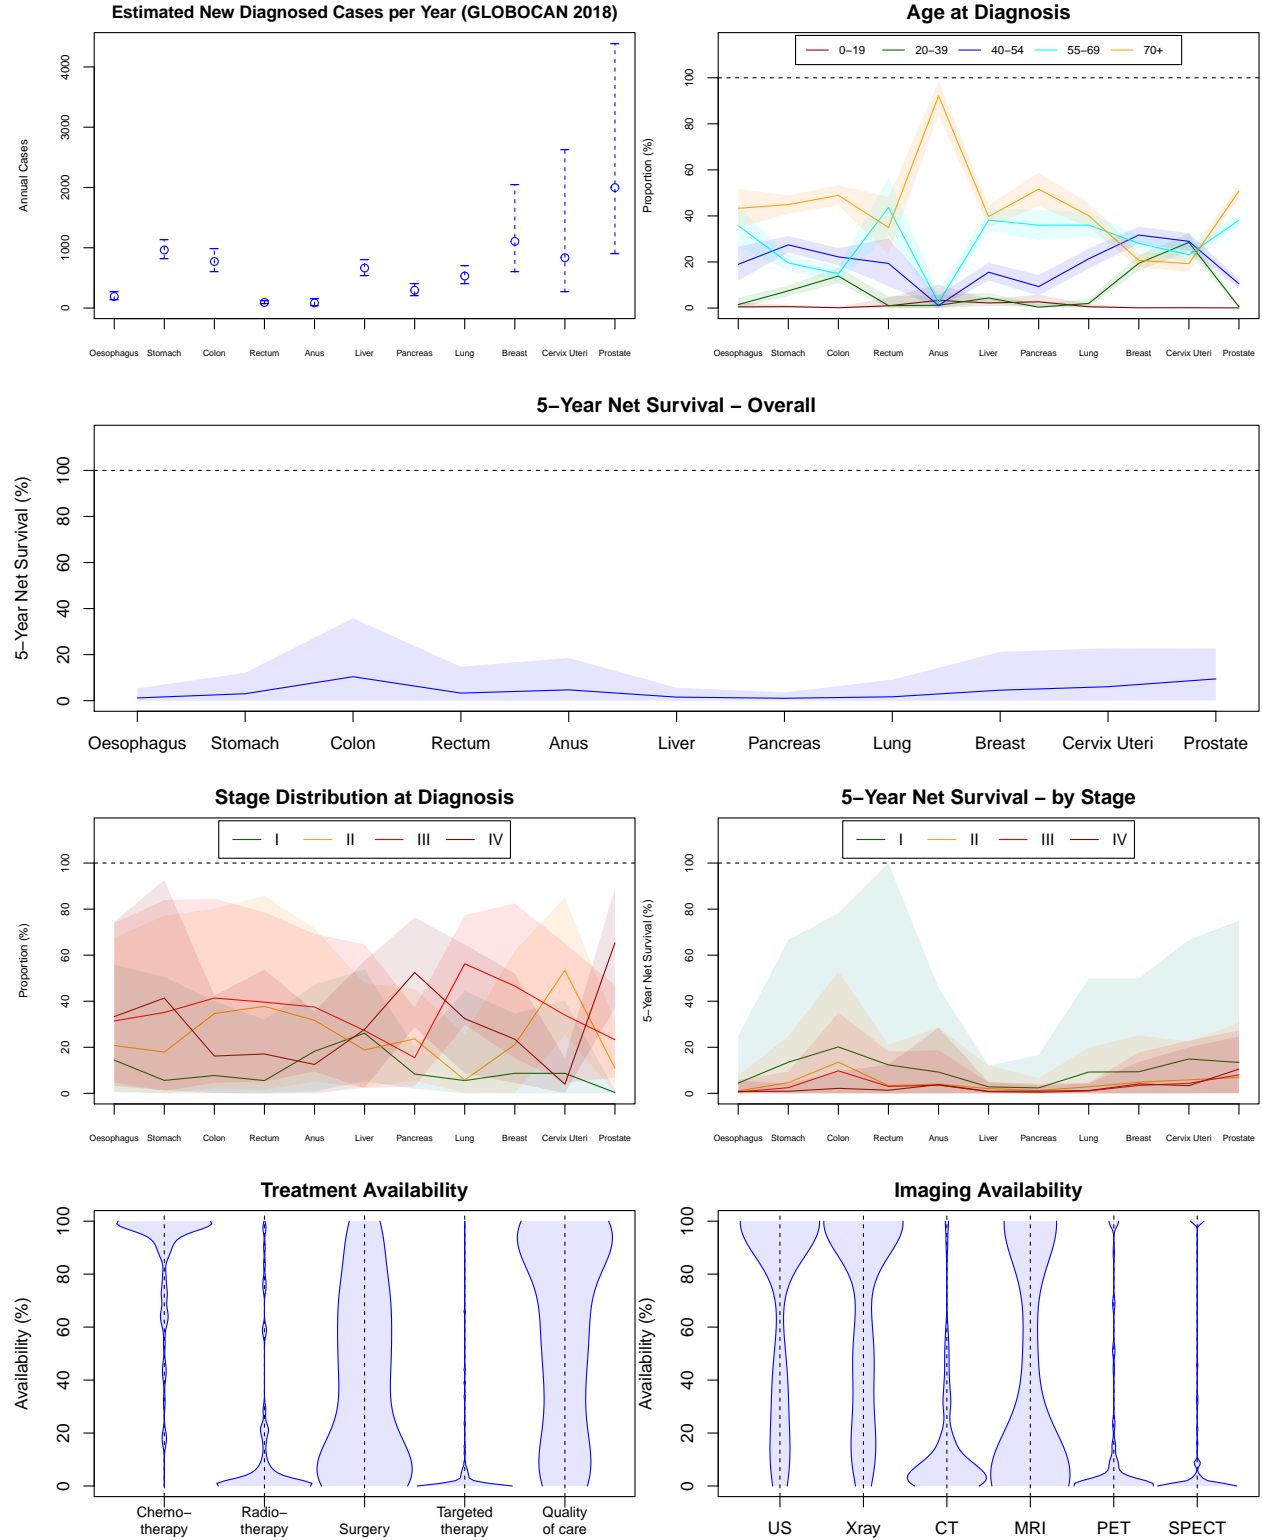 Estimated New Diagnosed Cases per Year (GLOBOCAN 2018)
Annual Cases
0
1000
2000
3000
4000
Oesophagus Stomach Colon Rectum Anus Liver Pancreas Lung Breast Cervix Uteri Prostate
Age at Diagnosis
0–19 20–39 40–54 55–69 70+
Proportion (%)
0
20
40
60
80
100
Oesophagus Stomach Colon Rectum Anus Liver Pancreas Lung Breast Cervix Uteri Prostate
5–Year Net Survival – Overall
5–Year Net Survival (%)
0
20
40
60
80
100
Oesophagus Stomach Colon Rectum Anus Liver Pancreas Lung Breast Cervix Uteri Prostate
Stage Distribution at Diagnosis
I II III IV
Proportion (%)
0
20
40
60
80
100
Oesophagus Stomach Colon Rectum Anus Liver Pancreas Lung Breast Cervix Uteri Prostate
5–Year Net Survival – by Stage
I II III IV
5–Year Net Survival (%)
0
20
40
60
80
100
Oesophagus Stomach Colon Rectum Anus Liver Pancreas Lung Breast Cervix Uteri Prostate
Treatment Availability
Availability (%)
0
20
40
60
80
100
Chemo–
therapy
Radio–
therapy
Surgery
Targeted
therapy
Quality
of care
Imaging Availability
Availability (%)
0
20
40
60
80
100
US Xray CT MRI PET SPECT